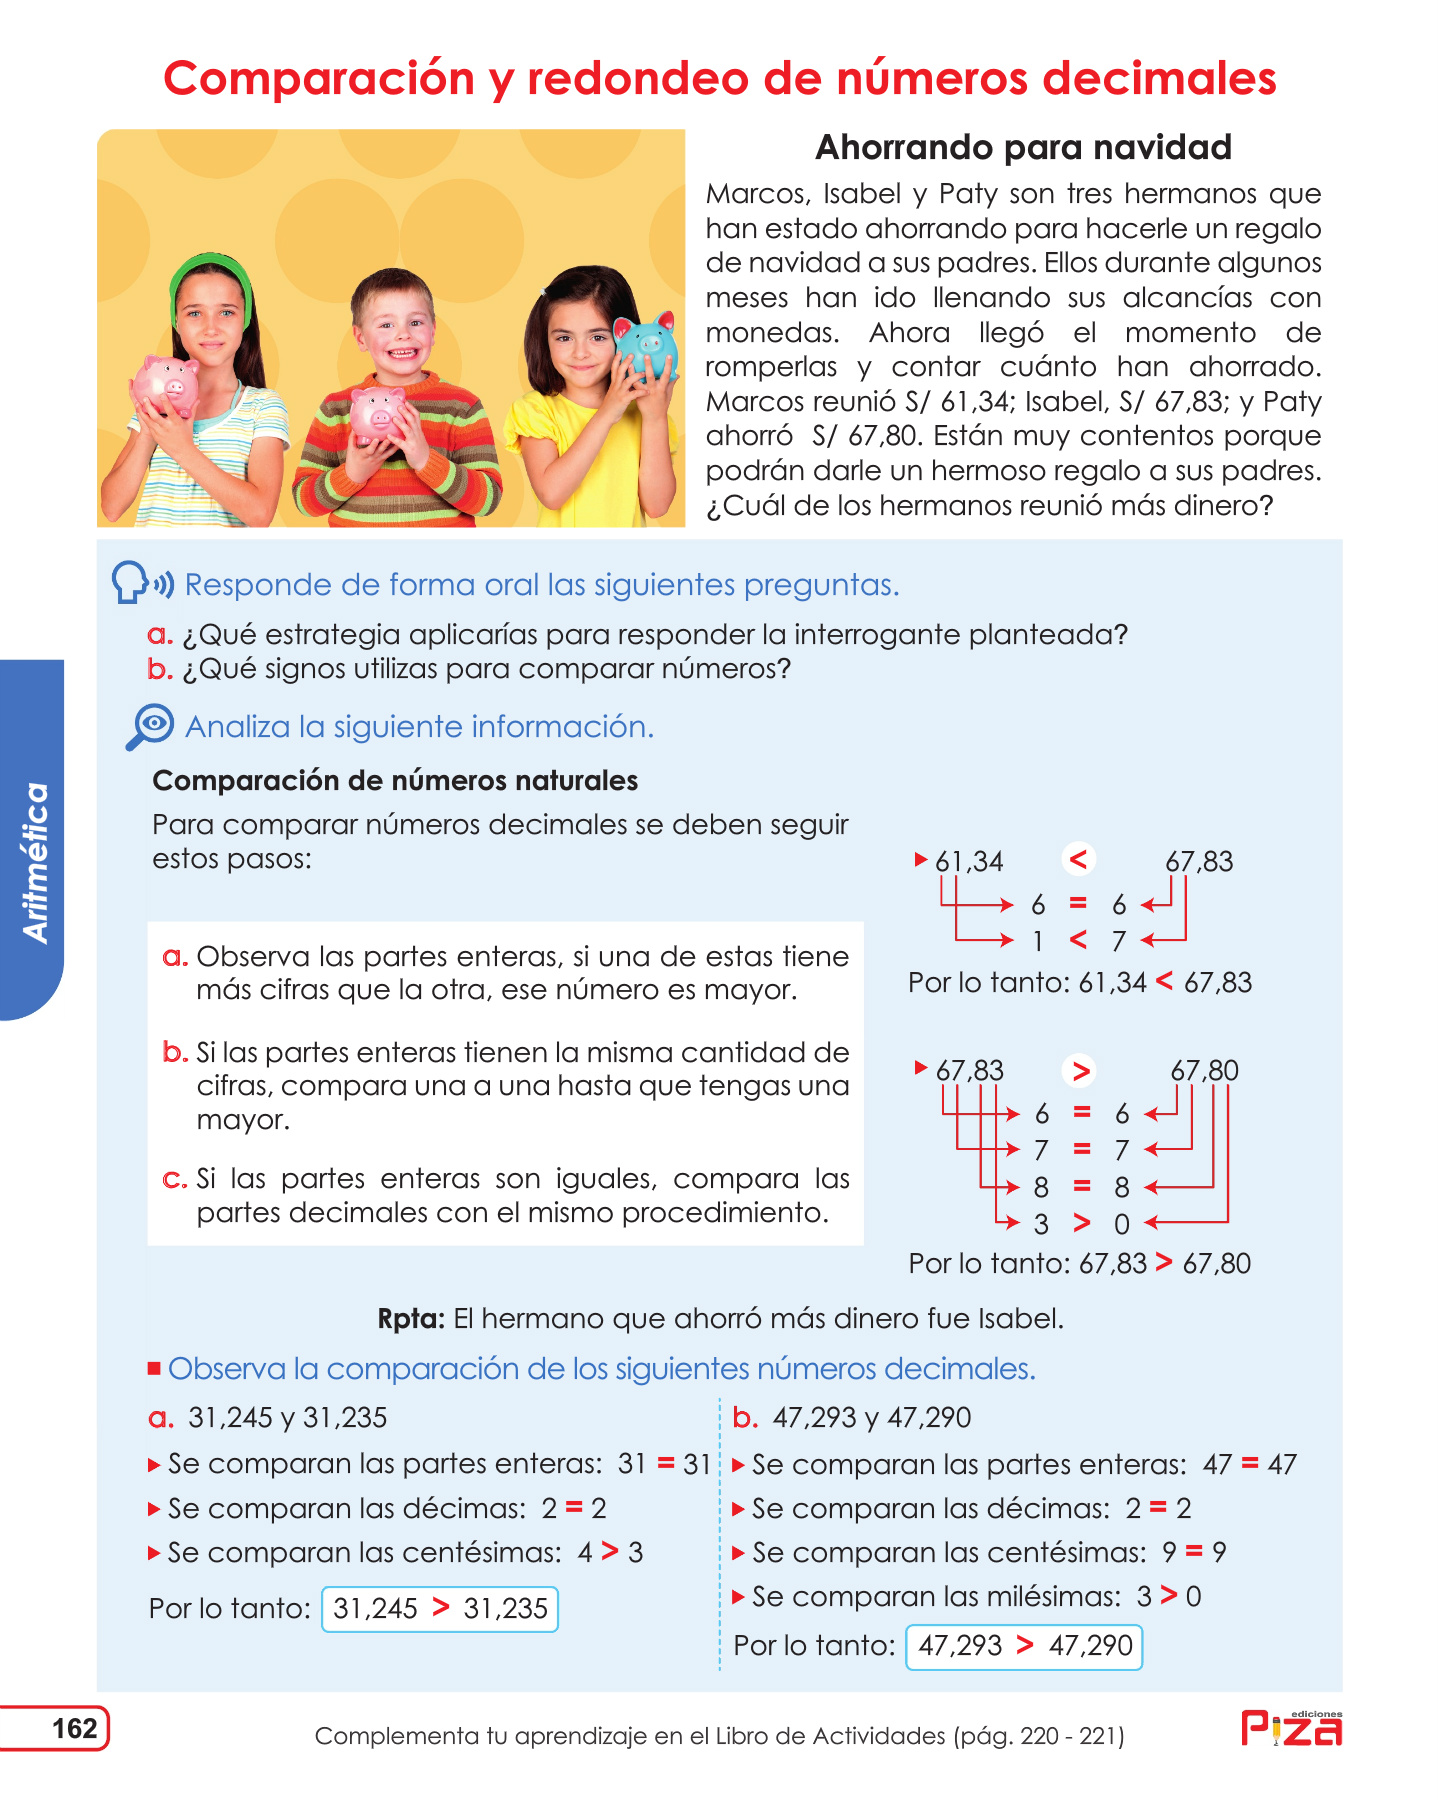 Comparación y redondeo de números decimales
Ahorrando para navidad
Marcos, Isabel y Paty son tres hermanos que
han estado ahorrando para hacerle un regalo
de navidad a sus padres. Ellos durante algunos
meses han ido llenando sus alcancías con
monedas. Ahora llegó el momento de
romperlas y contar cuánto han ahorrado.
Marcos reunió S/ 61,34; Isabel, S/ 67,83; y Paty
ahorró S/ 67,80. Están muy contentos porque
podrán darle un hermoso regalo a sus padres.
¿Cuál de los hermanos reunió más dinero?
Responde de forma oral las siguientes preguntas.
a. ¿Qué estrategia aplicarías para responder la interrogante planteada?
b. ¿Qué signos utilizas para comparar números?
Analiza la siguiente información.
Comparación de números naturales
Para comparar números decimales se deben seguir
estos pasos:
a. Observa las partes enteras, si una de estas tiene
más cifras que la otra, ese número es mayor.
b. Si las partes enteras tienen la misma cantidad de
cifras, compara una a una hasta que tengas una
mayor.
c. Si las partes enteras son iguales, compara las
partes decimales con el mismo procedimiento.
61,34 < 67,83
6 = 6
1 < 7
Por lo tanto: 61,34 < 67,83
67,83 > 67,80
6 = 6
7 = 7
8 = 8
3 > 0
Por lo tanto: 67,83 > 67,80
Rpta: El hermano que ahorró más dinero fue Isabel.
Observa la comparación de los siguientes números decimales.
a. 31,245 y 31,235
Se comparan las partes enteras: 31 = 31
Se comparan las décimas: 2 = 2
Se comparan las centésimas: 4 > 3
Por lo tanto: 31,245 > 31,235
b. 47,293 y 47,290
Se comparan las partes enteras: 47 = 47
Se comparan las décimas: 2 = 2
Se comparan las centésimas: 9 = 9
Se comparan las milésimas: 3 > 0
Por lo tanto: 47,293 > 47,290
Aritmética
162
Complementa tu aprendizaje en el Libro de Actividades (pág. 220 - 221)
ediciones
Piza